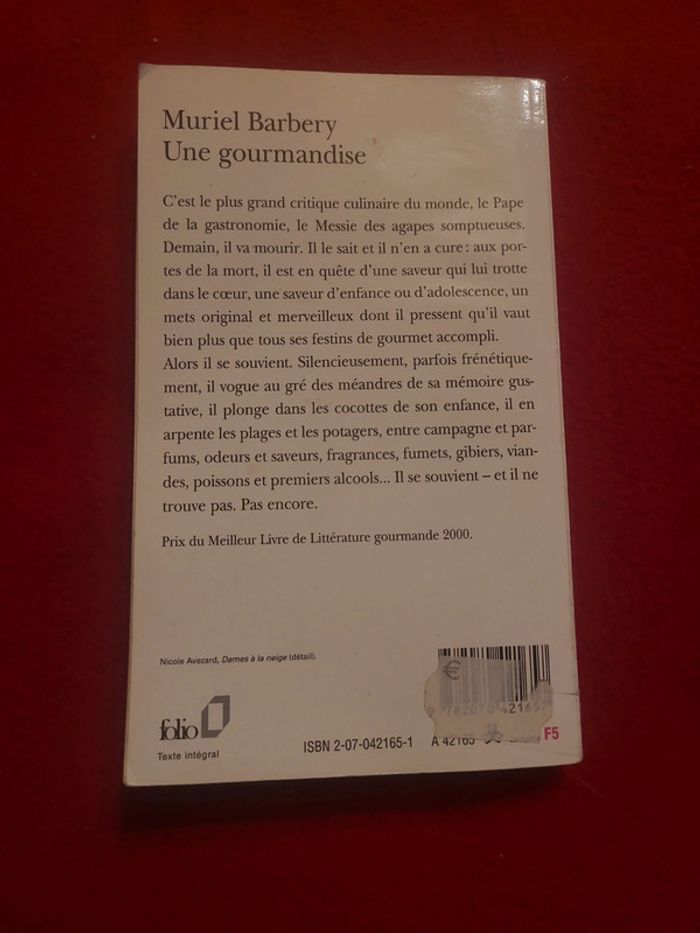 Muriel Barbery
Une gourmandise
C'est le plus grand critique culinaire du monde, le Pape
de la gastronomie, le Messie des agapes somptueuses.
Demain, il va mourir. Il le sait et il n'en a cure : aux por-
tes de la mort, il est en quête d'une saveur qui lui trotte
dans le cœur, une saveur d'enfance ou d'adolescence, un
mets original et merveilleux dont il pressent qu'il vaut
bien plus que tous ses festins de gourmet accompli.
Alors il se souvient. Silencieusement, parfois frénétique-
ment, il vogue au gré des méandres de sa mémoire gus-
tative, il plonge dans les cocottes de son enfance, il en
arpente les plages et les potagers, entre campagne et par-
fums, odeurs et saveurs, fragrances, fumets, gibiers, vian-
des, poissons et premiers alcools... Il se souvient – et il ne
trouve pas. Pas encore.
Prix du Meilleur Livre de Littérature gourmande 2000.
Nicole Avezard, Dames à la neige (détail).
€
9 782070 421657
folio
Texte intégral
ISBN 2-07-042165-1
A 42165
F5